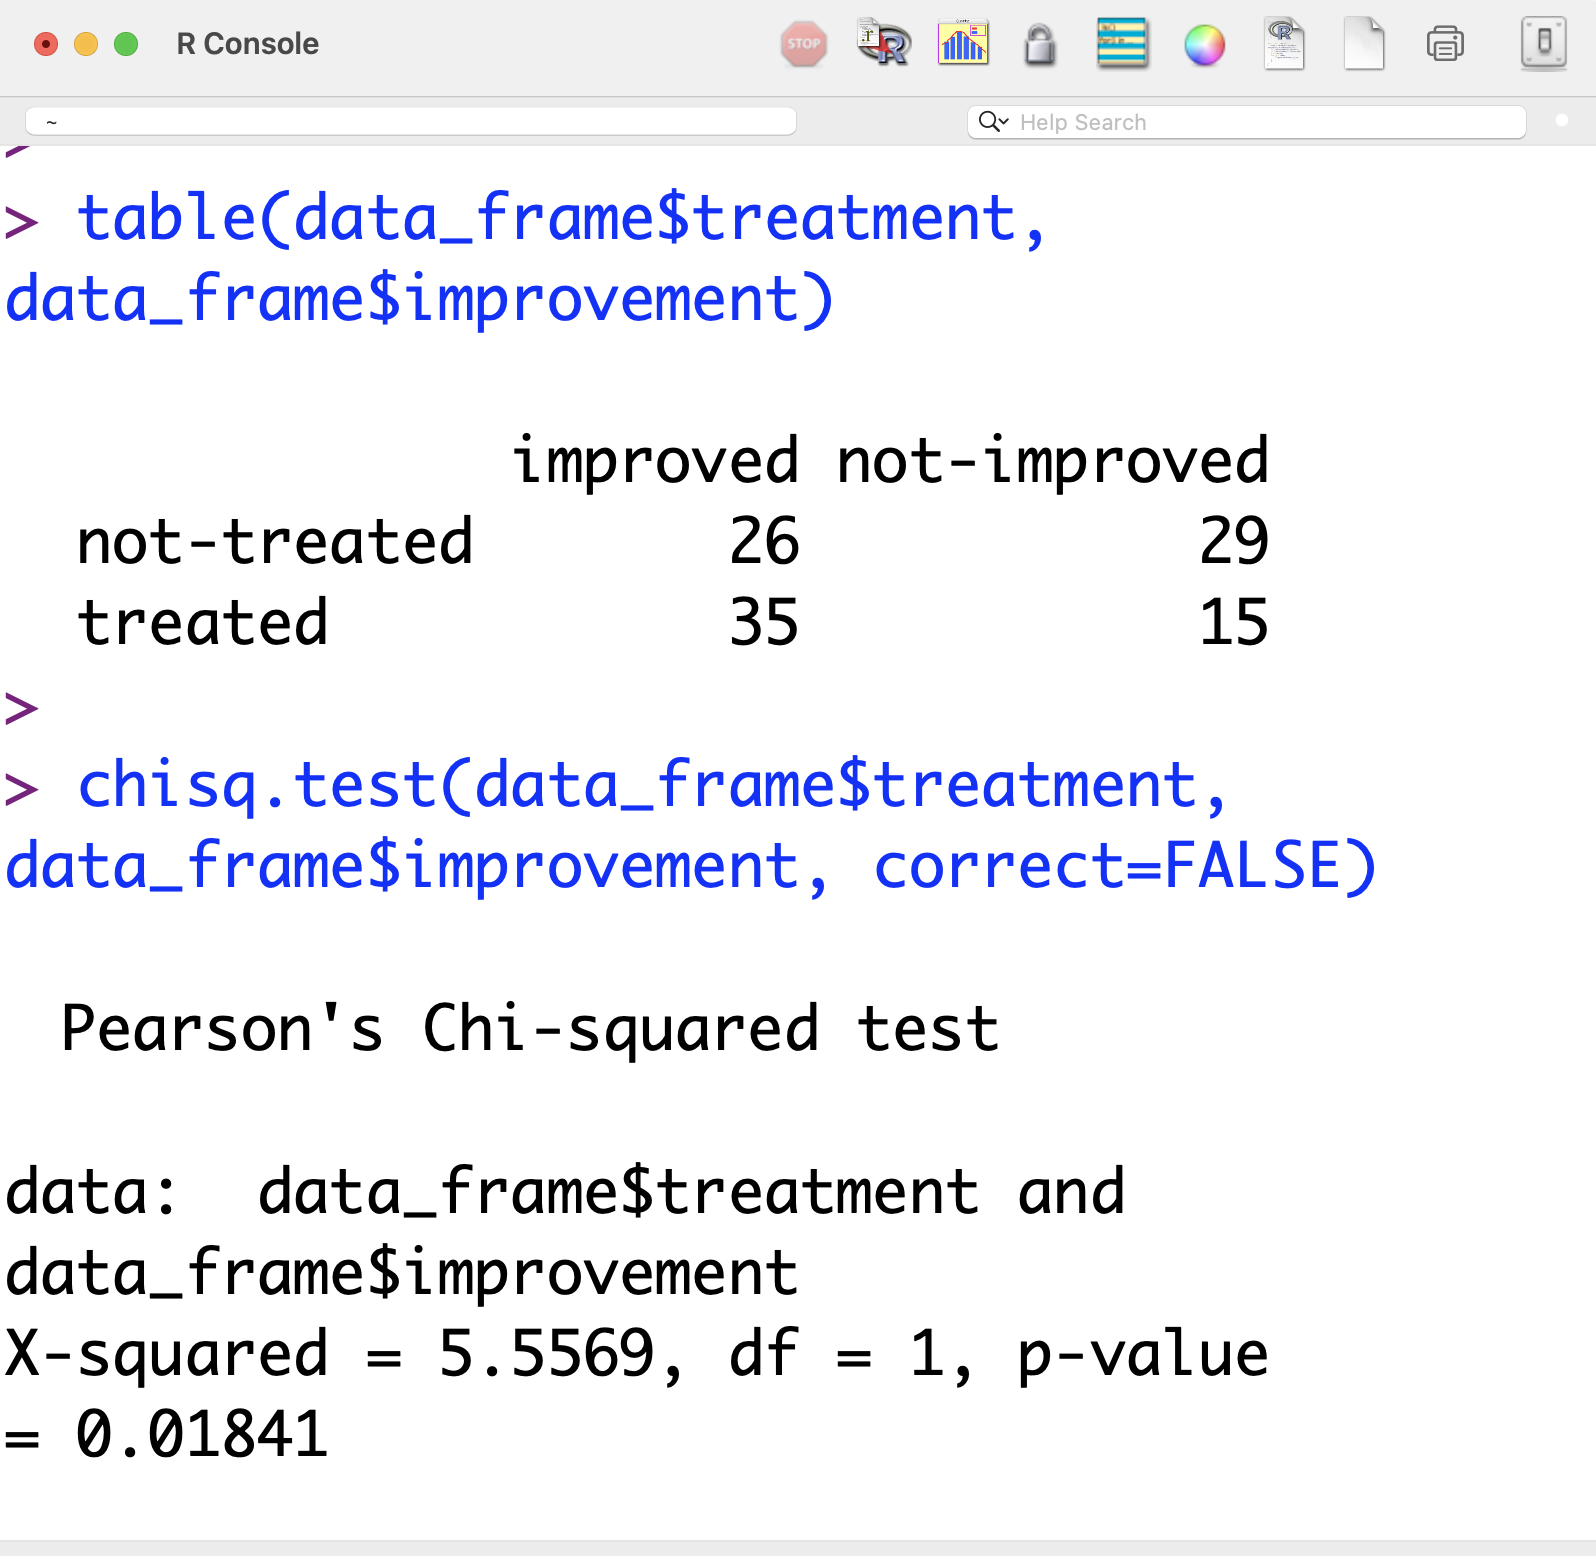 R Console
STOP
~
Help Search
>
> table(data_frame$treatment,
data_frame$improvement)
improved not-improved
not-treated 26 29
treated 35 15
>
> chisq.test(data_frame$treatment,
data_frame$improvement, correct=FALSE)
Pearson's Chi-squared test
data: data_frame$treatment and
data_frame$improvement
X-squared = 5.5569, df = 1, p-value
= 0.01841